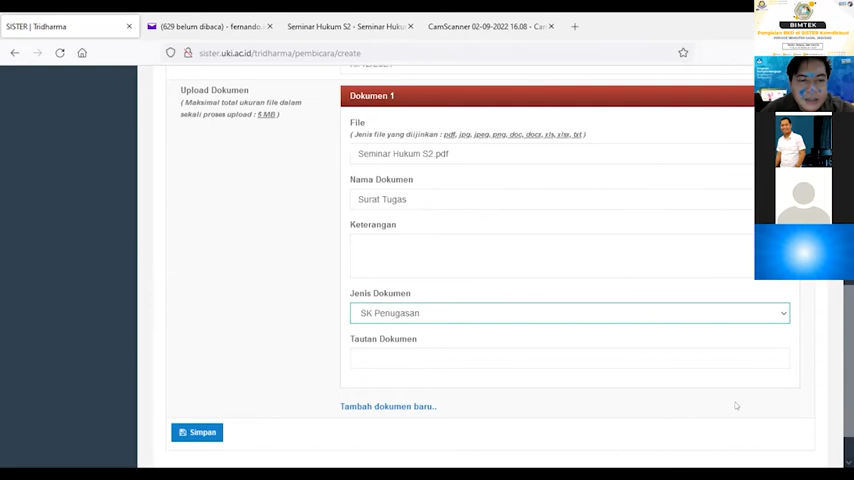 SISTER | Tridharma
(629 belum dibaca) - fernando.
Seminar Hukum S2 - Seminar Huku
CamScanner 02-09-2022 16.08 - Can
sister.uki.ac.id/tridharma/pembicara/create
BIMTEK
Upload Dokumen
( Maksimal total ukuran file dalam
sekali proses upload : 5 MB )
Dokumen 1
File
( Jenis file yang diijinkan : pdf, jpg, jpeg, png, doc, docx, xls, xlsx, txt )
Seminar Hukum S2.pdf
Nama Dokumen
Surat Tugas
Keterangan
Jenis Dokumen
SK Penugasan
Tautan Dokumen
Tambah dokumen baru..
Simpan